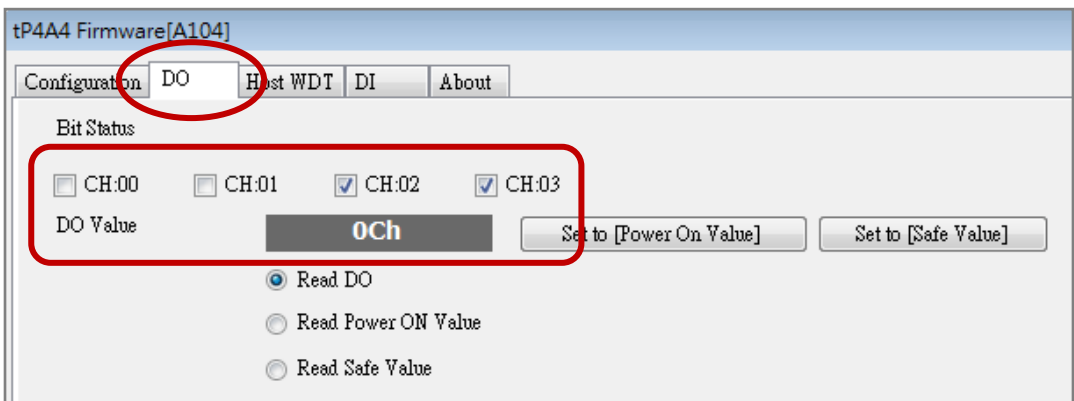 tP4A4 Firmware[A104]
Configuration DO Host WDT DI About
Bit Status
CH:00 CH:01 CH:02 CH:03
DO Value 0Ch Set to [Power On Value] Set to [Safe Value]
Read DO
Read Power ON Value
Read Safe Value